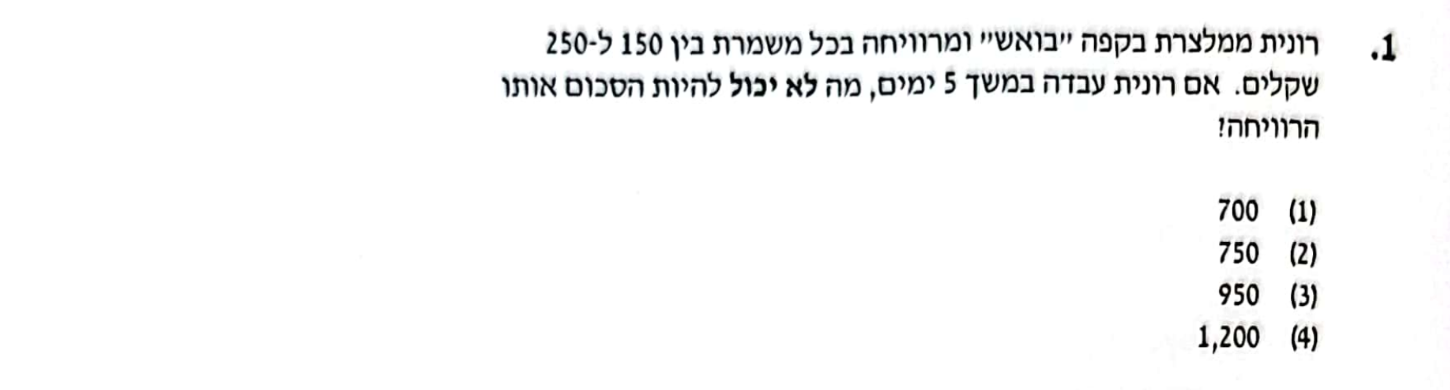 1. רונית ממלצרת בקפה "בואש" ומרוויחה בכל משמרת בין 150 ל-250
שקלים. אם רונית עבדה במשך 5 ימים, מה לא יכול להיות הסכום אותו
הרוויחה?
(1) 700
(2) 750
(3) 950
(4) 1,200